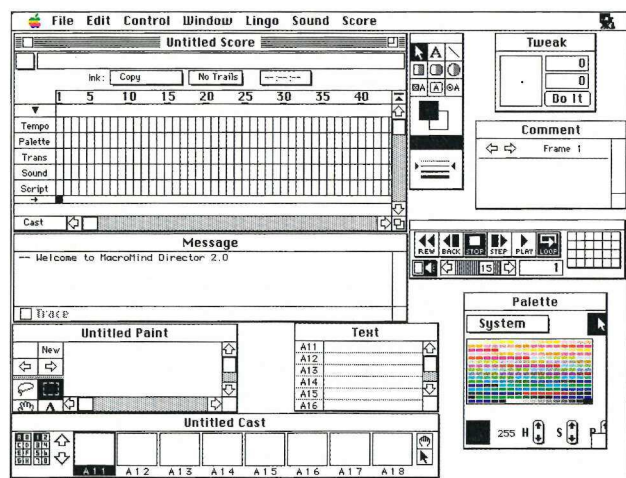 File Edit Control Window Lingo Sound Score
Untitled Score
Ink: Copy No Trails --:--:--
1 5 10 15 20 25 30 35 40
Tempo
Palette
Trans
Sound
Script
Cast
Message
-- Welcome to MacroMind Director 2.0
Trace
Untitled Paint
New
A
Text
A11
A12
A13
A14
A15
A16
Untitled Cast
A11 A12 A13 A14 A15 A16 A17 A18
A
A A A
Tweak
0
0
Do It
Comment
Frame 1
REW BACK STOP STEP PLAY LOOP
15 1
Palette
System
255 H S